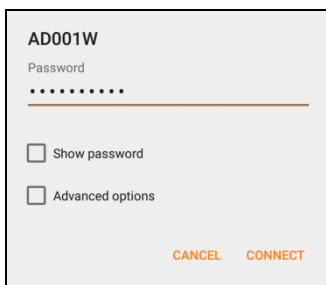 AD001W
Password
••••••••••
Show password
Advanced options
CANCEL CONNECT